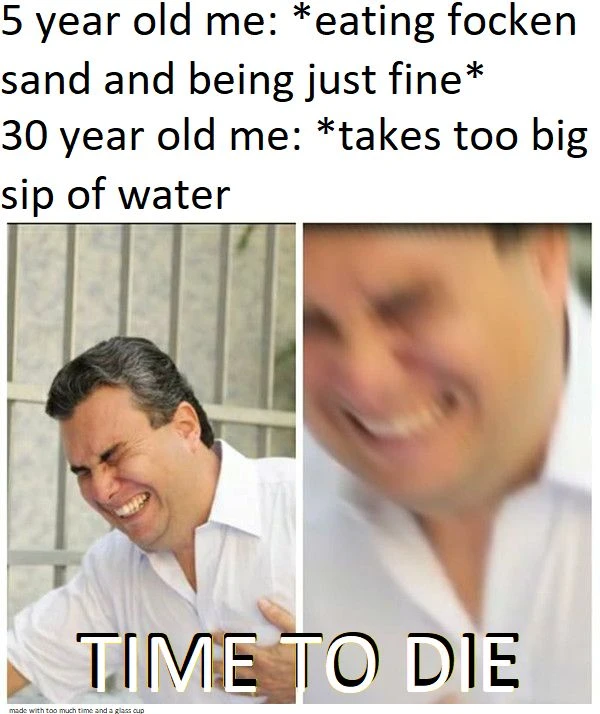 5 year old me: *eating focken
sand and being just fine*
30 year old me: *takes too big
sip of water
TIME TO DIE
made with too much time and a glass cup